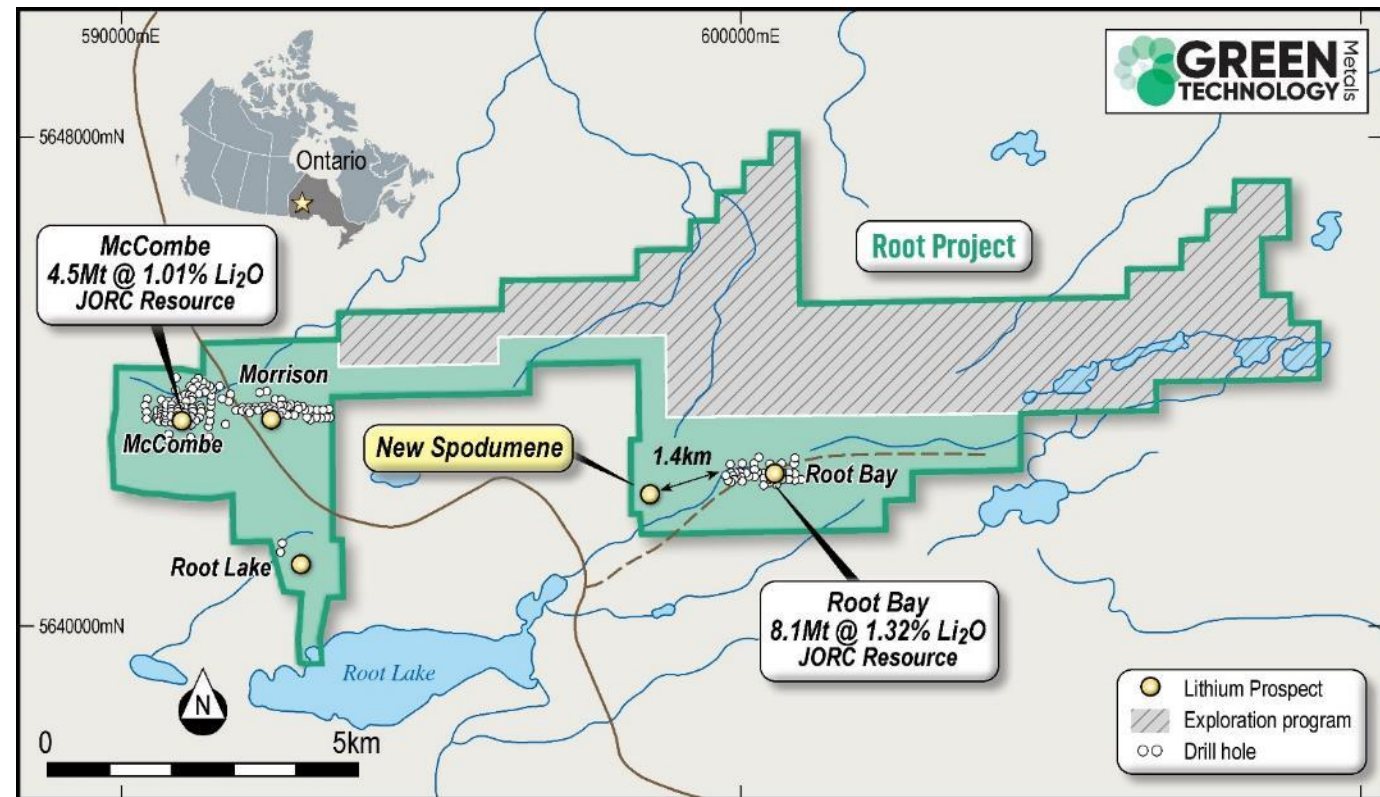 590000mE
600000mE
GREEN
TECHNOLOGY
Metals
5648000mN
Ontario
McCombe
4.5Mt @ 1.01% Li₂O
JORC Resource
Root Project
Morrison
McCombe
New Spodumene
1.4km
Root Bay
Root Lake
Root Bay
8.1Mt @ 1.32% Li₂O
JORC Resource
5640000mN
Root Lake
N
0
5km
Lithium Prospect
Exploration program
Drill hole